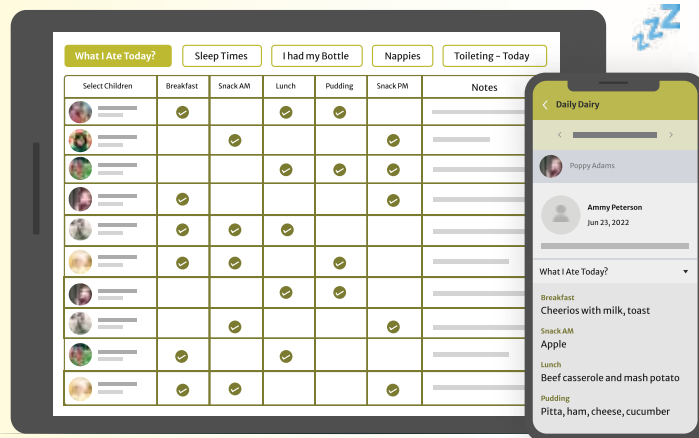 What I Ate Today?
Sleep Times
I had my Bottle
Nappies
Toileting - Today
Select Children
Breakfast
Snack AM
Lunch
Pudding
Snack PM
Notes
Daily Dairy
Poppy Adams
Ammy Peterson
Jun 23, 2022
What I Ate Today?
Breakfast
Cheerios with milk, toast
Snack AM
Apple
Lunch
Beef casserole and mash potato
Pudding
Pitta, ham, cheese, cucumber
ZZZ